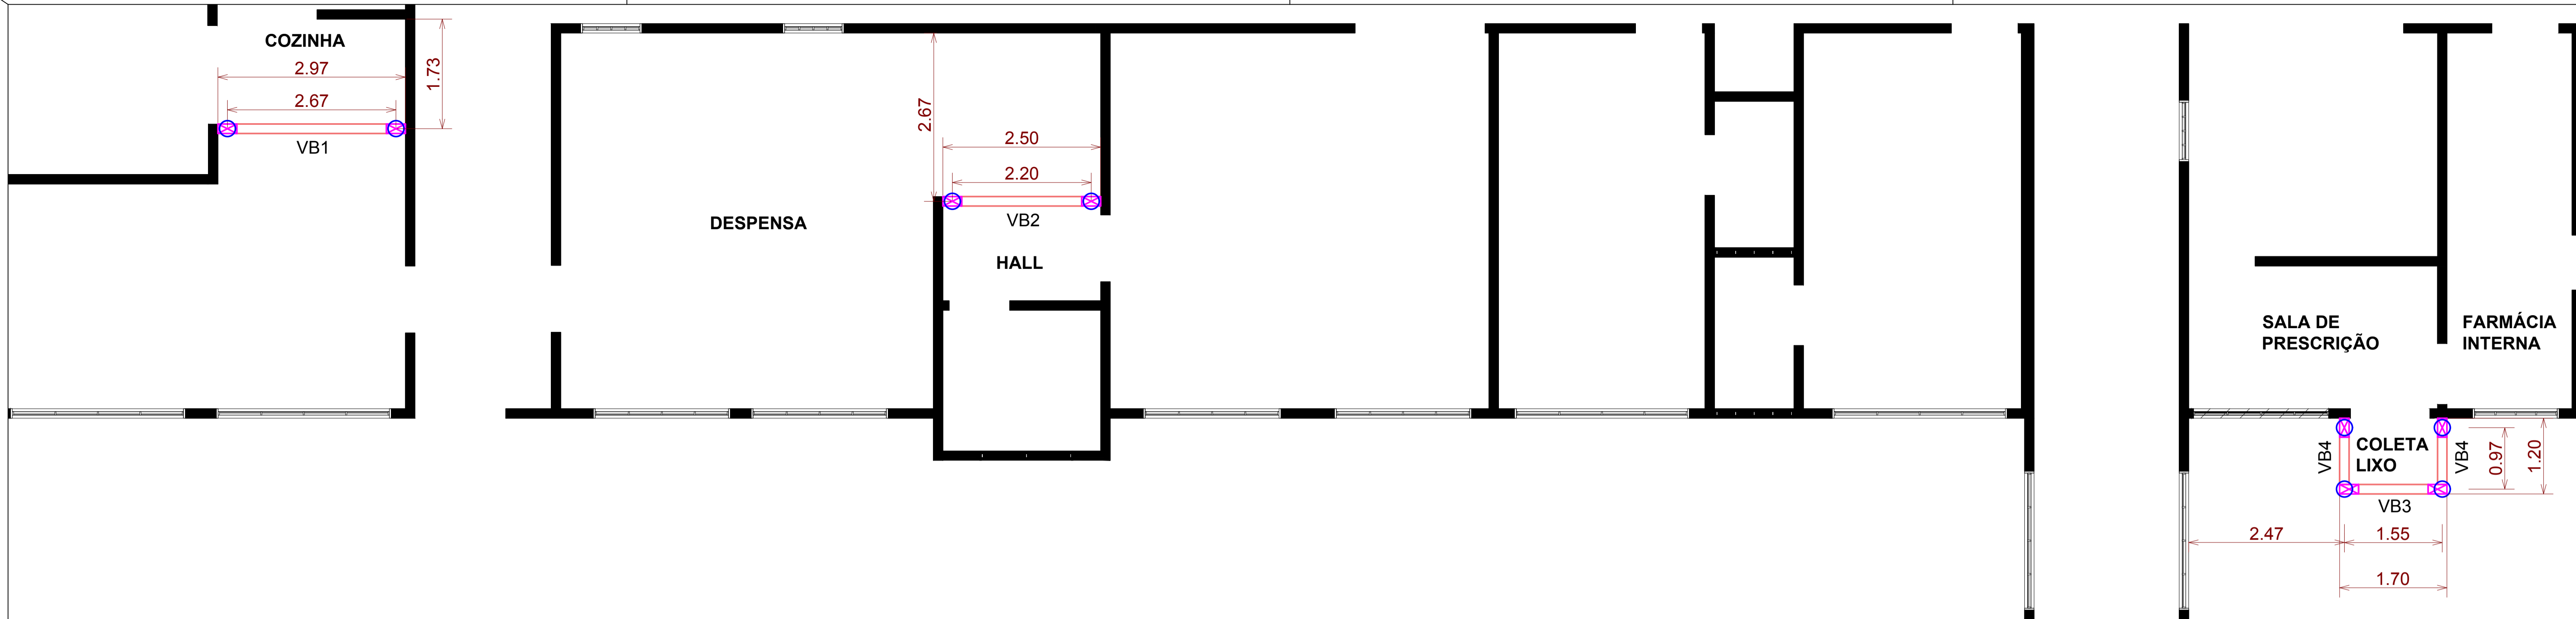 COZINHA
2.97
2.67
1.73
VB1
DESPENSA
2.67
2.50
2.20
VB2
HALL
SALA DE
PRESCRIÇÃO
FARMÁCIA
INTERNA
VB4
COLETA
LIXO
VB4
0.97
1.20
VB3
2.47
1.55
1.70